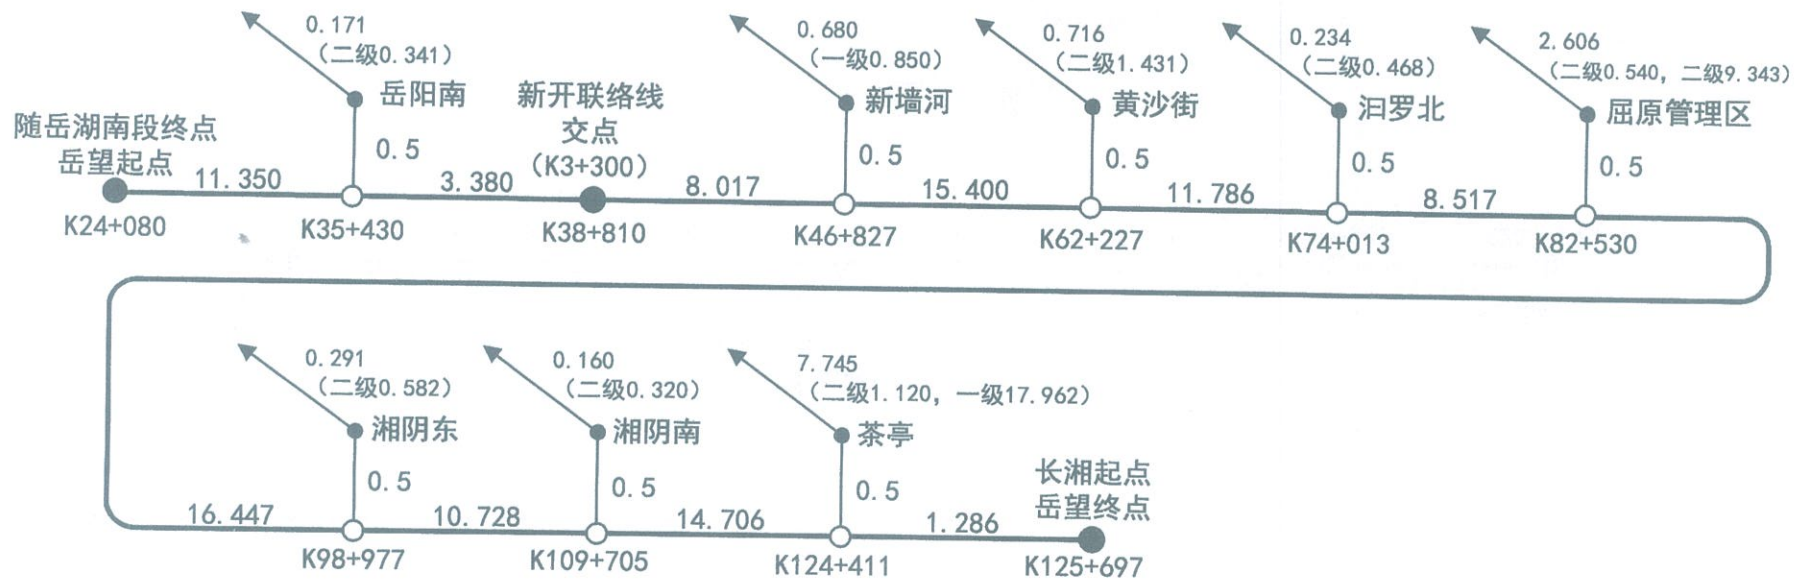 0.171
（二级0.341）
岳阳南
0.5
新开联络线
交点
（K3+300）
0.680
（一级0.850）
新墙河
0.5
0.716
（二级1.431）
黄沙街
0.5
0.234
（二级0.468）
汨罗北
0.5
2.606
（二级0.540，二级9.343）
屈原管理区
0.5
随岳湖南段终点
岳望起点
11.350
3.380
8.017
15.400
11.786
8.517
K24+080
K35+430
K38+810
K46+827
K62+227
K74+013
K82+530
0.291
（二级0.582）
湘阴东
0.5
0.160
（二级0.320）
湘阴南
0.5
7.745
（二级1.120，一级17.962）
茶亭
0.5
长湘起点
岳望终点
16.447
10.728
14.706
1.286
K98+977
K109+705
K124+411
K125+697